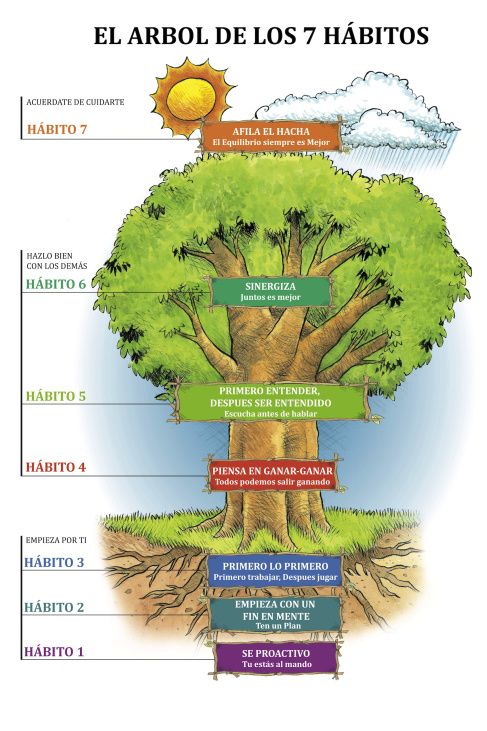 EL ARBOL DE LOS 7 HÁBITOS
ACUERDATE DE CUIDARTE
HÁBITO 7
AFILA EL HACHA
El Equilibrio siempre es Mejor
HAZLO BIEN
CON LOS DEMÁS
HÁBITO 6
SINERGIZA
Juntos es mejor
HÁBITO 5
PRIMERO ENTENDER,
DESPUES SER ENTENDIDO
Escucha antes de hablar
HÁBITO 4
PIENSA EN GANAR-GANAR
Todos podemos salir ganando
EMPIEZA POR TI
HÁBITO 3
PRIMERO LO PRIMERO
Primero trabajar, Despues jugar
HÁBITO 2
EMPIEZA CON UN
FIN EN MENTE
Ten un Plan
HÁBITO 1
SE PROACTIVO
Tu estás al mando